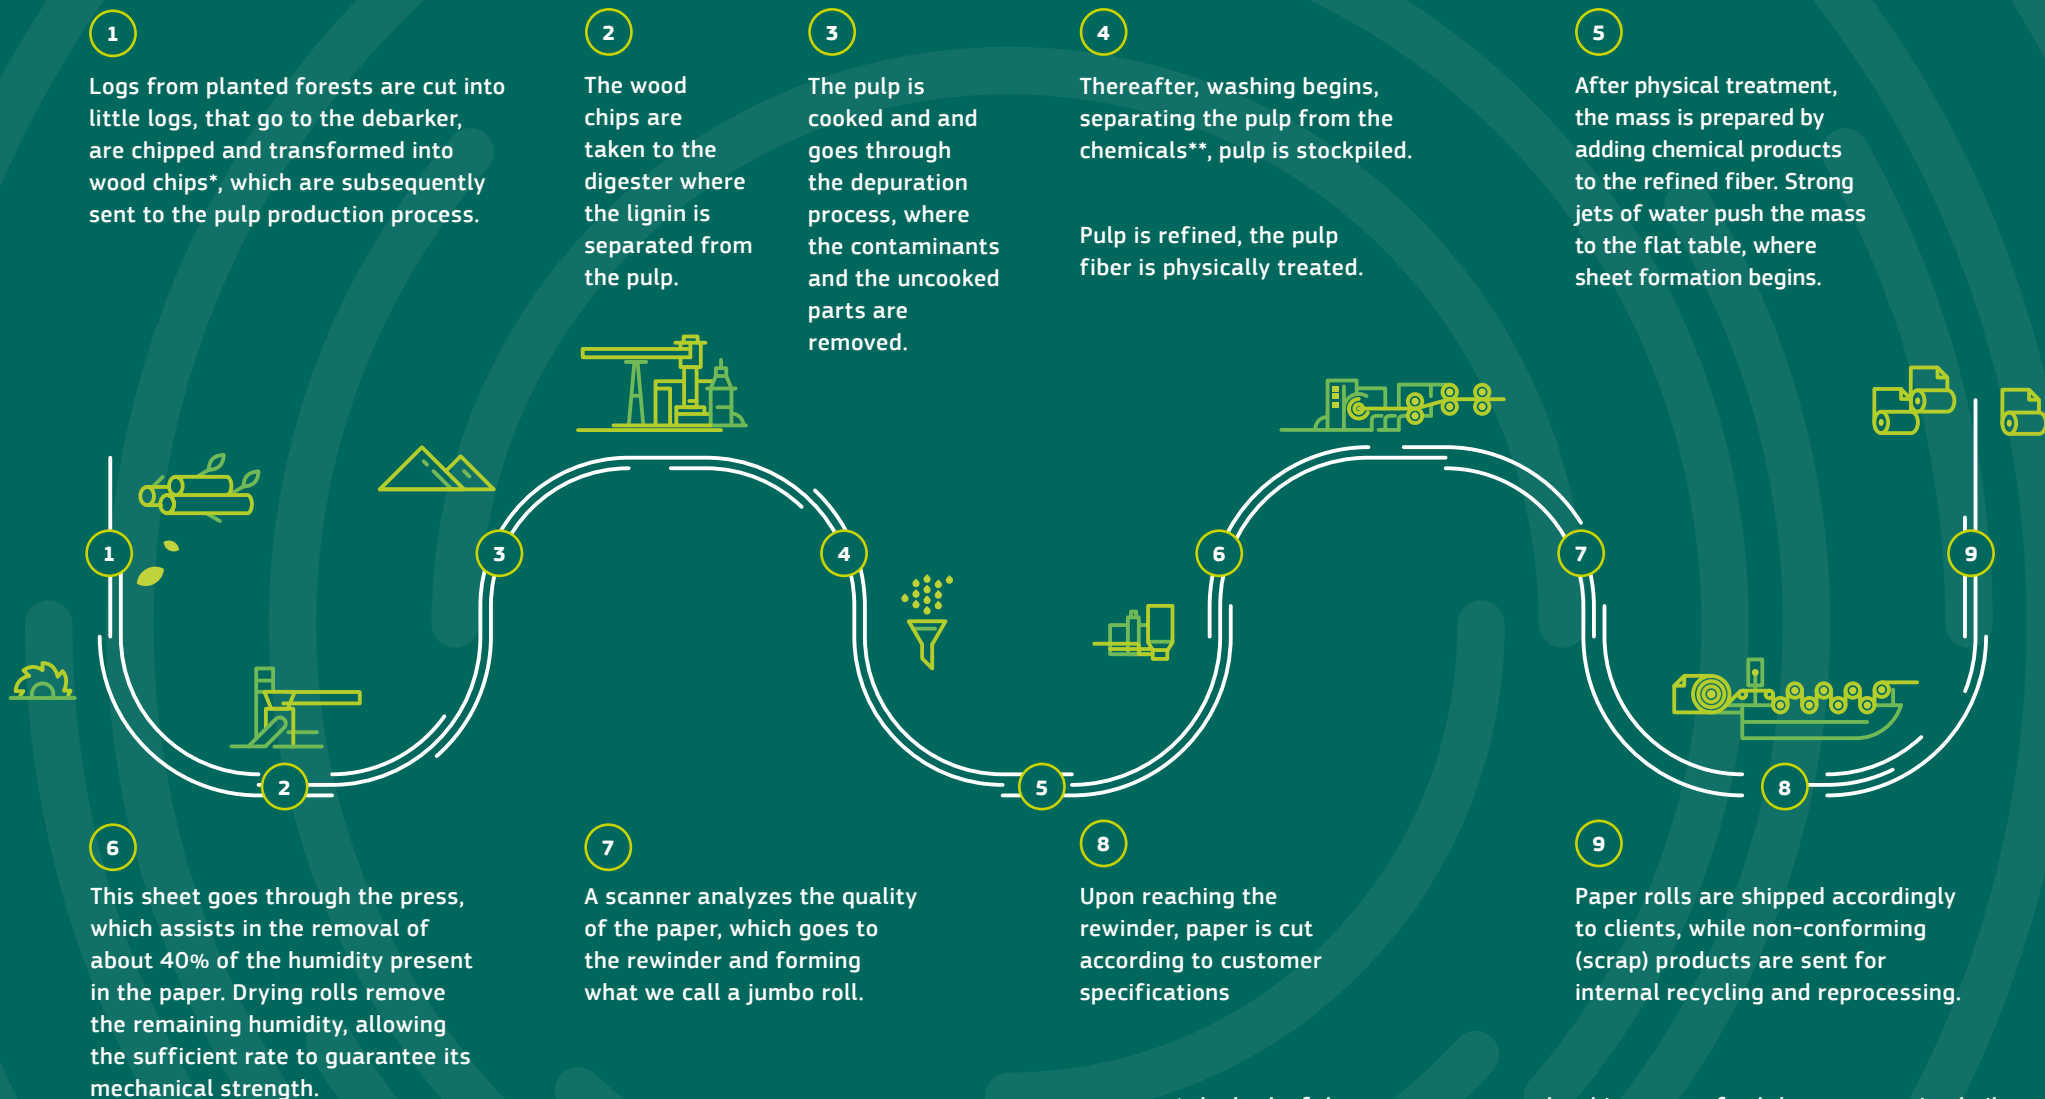 1
Logs from planted forests are cut into
little logs, that go to the debarker,
are chipped and transformed into
wood chips*, which are subsequently
sent to the pulp production process.
2
The wood
chips are
taken to the
digester where
the lignin is
separated from
the pulp.
3
The pulp is
cooked and and
goes through
the depuration
process, where
the contaminants
and the uncooked
parts are
removed.
4
Thereafter, washing begins,
separating the pulp from the
chemicals**, pulp is stockpiled.
Pulp is refined, the pulp
fiber is physically treated.
5
After physical treatment,
the mass is prepared by
adding chemical products
to the refined fiber. Strong
jets of water push the mass
to the flat table, where
sheet formation begins.
1
2
3
4
5
6
7
8
9
6
This sheet goes through the press,
which assists in the removal of
about 40% of the humidity present
in the paper. Drying rolls remove
the remaining humidity, allowing
the sufficient rate to guarantee its
mechanical strength.
7
A scanner analyzes the quality
of the paper, which goes to
the rewinder and forming
what we call a jumbo roll.
8
Upon reaching the
rewinder, paper is cut
according to customer
specifications
9
Paper rolls are shipped accordingly
to clients, while non-conforming
(scrap) products are sent for
internal recycling and reprocessing.